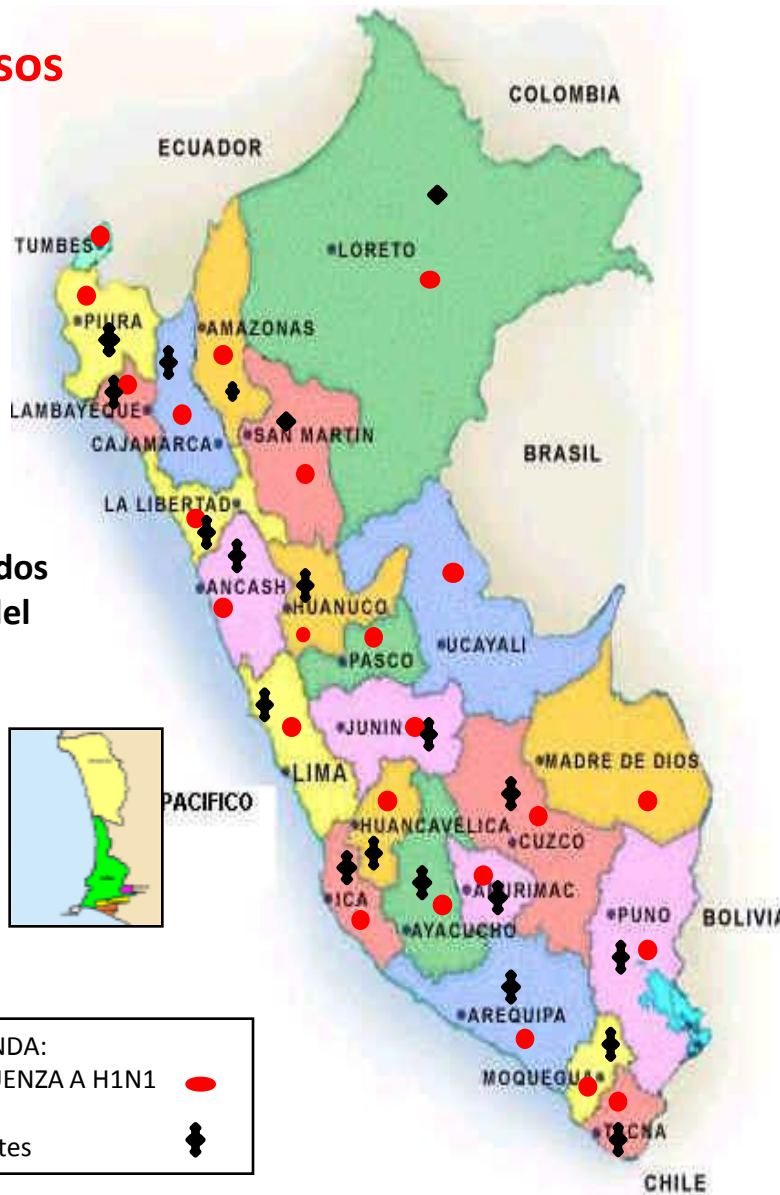 SOS
COLOMBIA
ECUADOR
TUMBES
LORETO
PIURA
AMAZONAS
LAMBAYEQUE
SAN MARTIN
CAJAMARCA
BRASIL
LA LIBERTAD
dos
del
ANCASH
HUANUCO
UCAYALI
PASCO
JUNIN
MADRE DE DIOS
LIMA
PACIFICO
HUANCAVELICA
CUZCO
ICA
APURIMAC
PUNO
BOLIVIA
AYACUCHO
AREQUIPA
NDA:
UENZA A H1N1
MOQUEGUA
tes
TACNA
CHILE